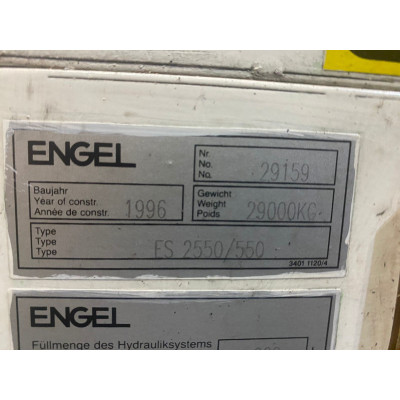 ENGEL
Nr.
No.
No. 29159
Baujahr
Year of constr.
Année de constr. 1996
Gewicht
Weight
Poids 29000KG
Type
Type
Type ES 2550/550
3401 1120/4
ENGEL
Füllmenge des Hydrauliksystems